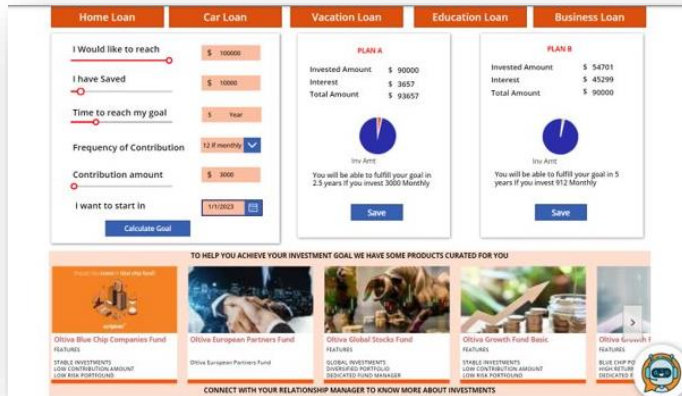 Home Loan
Car Loan
Vacation Loan
Education Loan
Business Loan
I Would like to reach
$ 100000
I have Saved
$ 10000
Time to reach my goal
$ Year
Frequency of Contribution
12 if monthly
Contribution amount
$ 3000
I want to start in
1/1/2023
Calculate Goal
PLAN A
Invested Amount $ 90000
Interest $ 3657
Total Amount $ 93657
Inv Amt
You will be able to fulfill your goal in
2.5 years If you invest 3000 Monthly
Save
PLAN B
Invested Amount $ 54701
Interest $ 45299
Total Amount $ 90000
Inv Amt
You will be able to fulfill your goal in 5
years If you invest 912 Monthly
Save
TO HELP YOU ACHIEVE YOUR INVESTMENT GOAL WE HAVE SOME PRODUCTS CURATED FOR YOU
Oltiva Blue Chip Companies Fund
FEATURES
STABLE INVESTMENTS
LOW CONTRIBUTION AMOUNT
LOW RISK PORTFOUND
Oltiva European Partners Fund
Oltiva European Partners Fund
Oltiva Global Stocks Fund
FEATURES
GLOBAL INVESTMENTS
DIVERSIFIED PORTFOLIO
DEDICATED FUND MANAGER
Oltiva Growth Fund Basic
FEATURES
STABLE INVESTMENTS
LOW CONTRIBUTION AMOUNT
LOW RISK PORTFOUND
Oltiva Growth F
FEATURES
BLUE CHIP PO
HIGH RETURN
DEDICATED F
CONNECT WITH YOUR RELATIONSHIP MANAGER TO KNOW MORE ABOUT INVESTMENTS